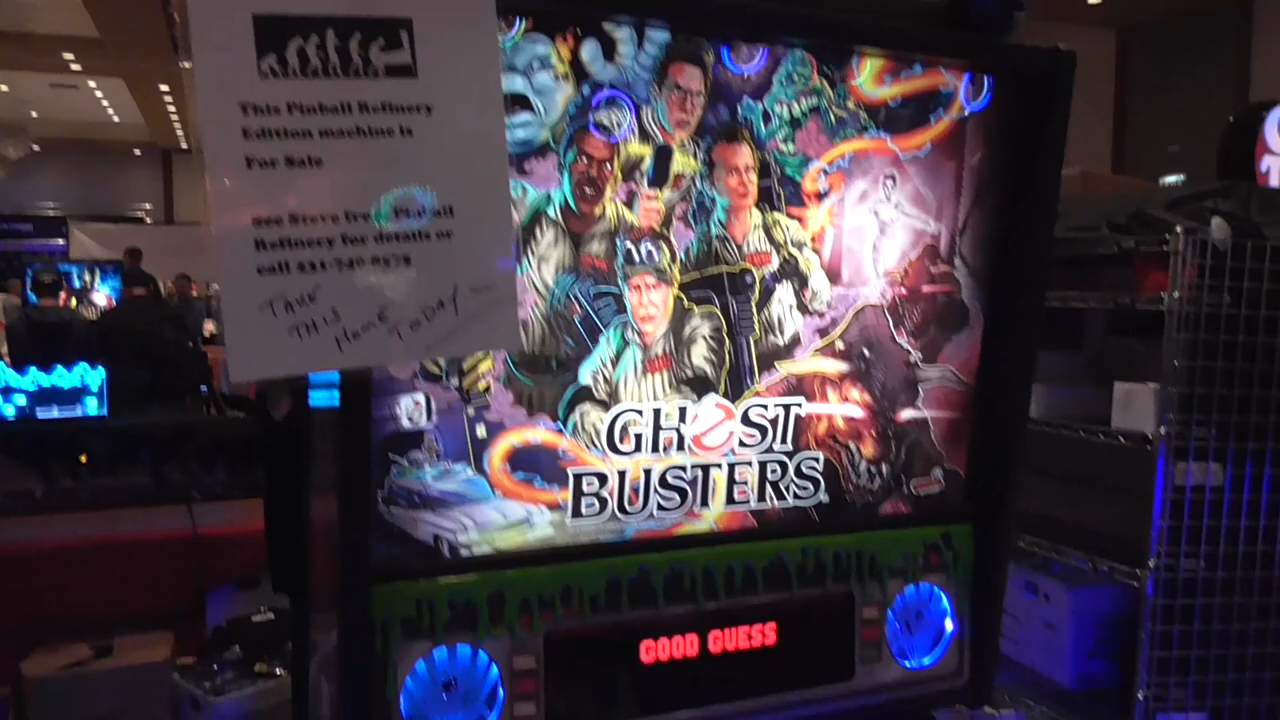 This Pinball Refinery
Edition machine is
For Sale
see Steve from Pinball
Refinery for details or
call
TAKE
THIS
HOME TODAY
GHOST
BUSTERS
GOOD GUESS